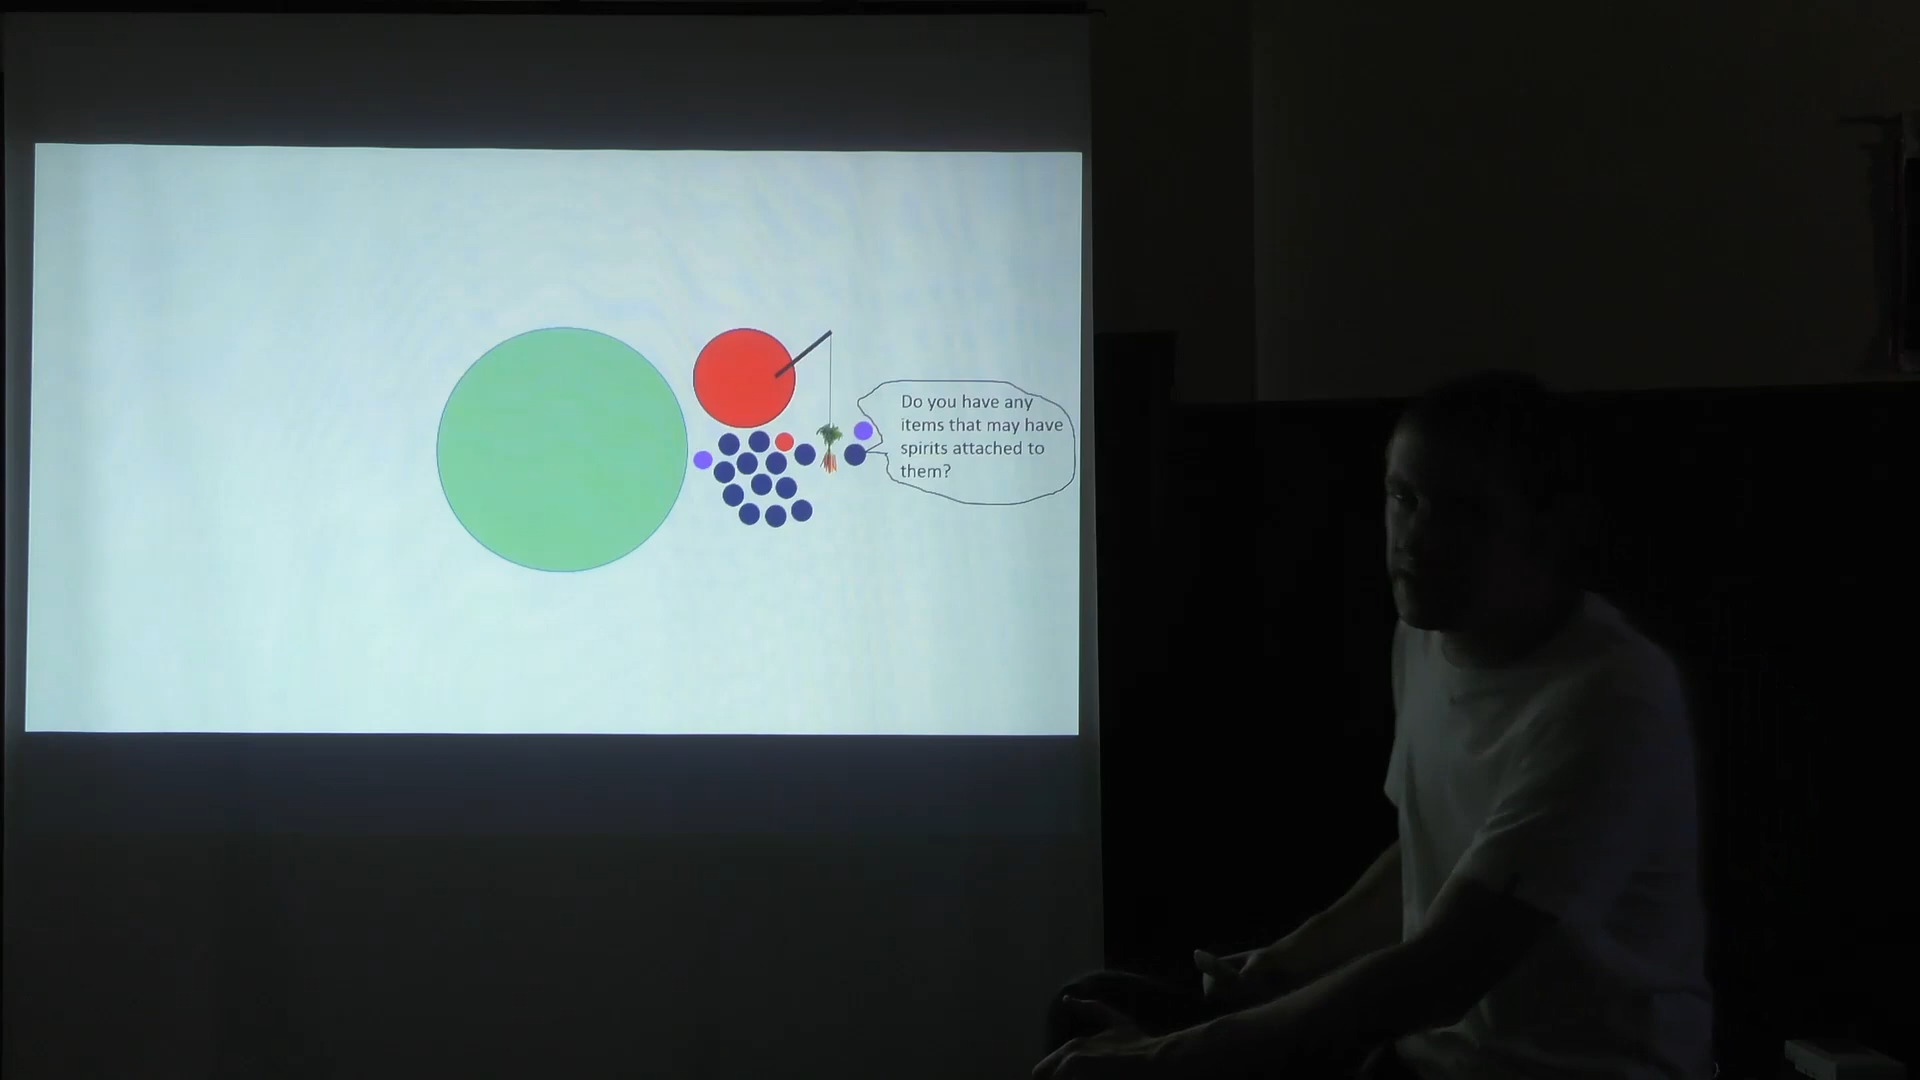 Do you have any
items that may have
spirits attached to
them?